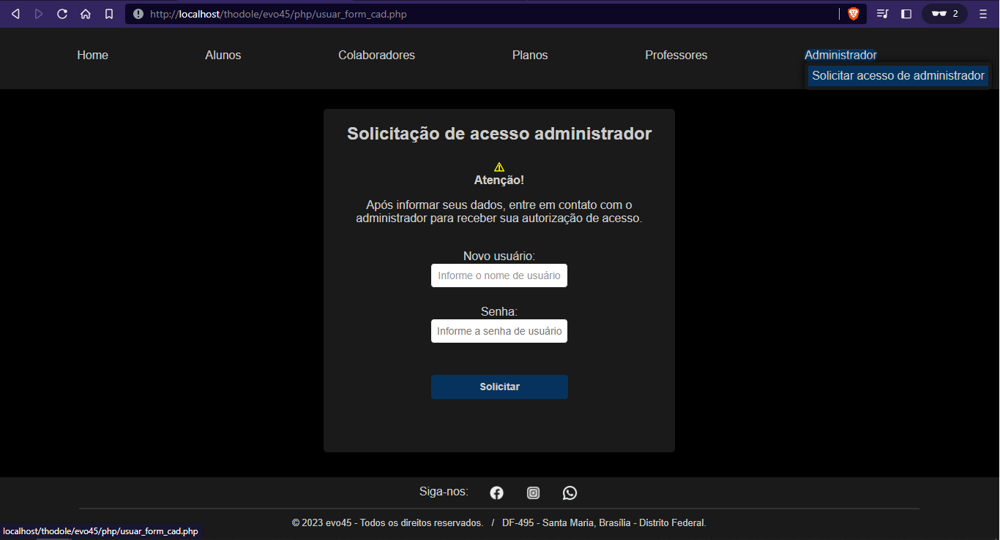 http://localhost/thodole/evo45/php/usuar_form_cad.php
2
Home
Alunos
Colaboradores
Planos
Professores
Administrador
Solicitar acesso de administrador
Solicitação de acesso administrador
Atenção!
Após informar seus dados, entre em contato com o
administrador para receber sua autorização de acesso.
Novo usuário:
Informe o nome de usuário
Senha:
Informe a senha de usuário
Solicitar
Siga-nos:
© 2023 evo45 - Todos os direitos reservados. / DF-495 - Santa Maria, Brasília - Distrito Federal.
localhost/thodole/evo45/php/usuar_form_cad.php